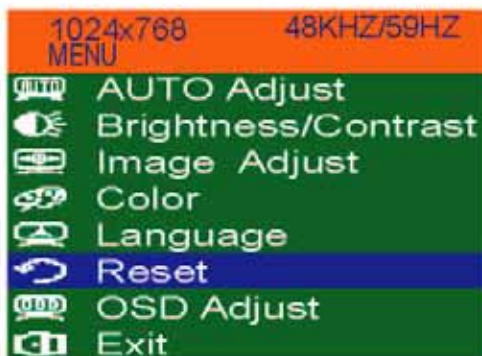 1024x768 48KHZ/59HZ
MENU
AUTO Adjust
Brightness/Contrast
Image Adjust
Color
Language
Reset
OSD Adjust
Exit